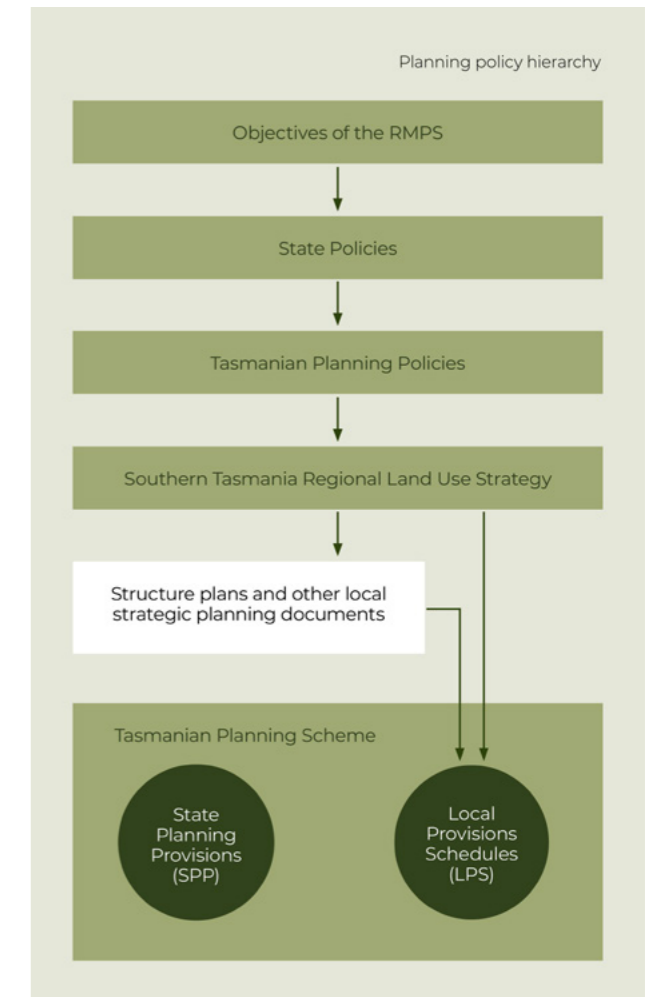 Planning policy hierarchy
Objectives of the RMPS
State Policies
Tasmanian Planning Policies
Southern Tasmania Regional Land Use Strategy
Structure plans and other local
strategic planning documents
Tasmanian Planning Scheme
State
Planning
Provisions
(SPP)
Local
Provisions
Schedules
(LPS)